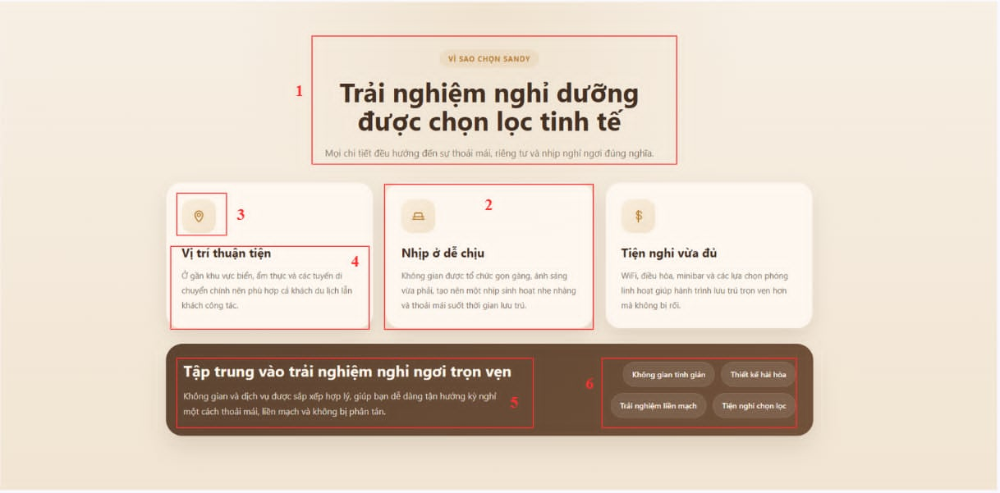 VÌ SAO CHỌN SANDY
1
Trải nghiệm nghỉ dưỡng
được chọn lọc tinh tế
Mọi chi tiết đều hướng đến sự thoải mái, riêng tư và nhịp nghỉ ngơi đúng nghĩa.
3
Vị trí thuận tiện
4
Ở gần khu vực biển, ẩm thực và các tuyến di
chuyển chính nên phù hợp cả khách du lịch lẫn
khách công tác.
2
Nhịp ở dễ chịu
Không gian được tổ chức gọn gàng, ánh sáng
vừa phải, tạo nên một nhịp sinh hoạt nhẹ nhàng
và thoải mái suốt thời gian lưu trú.
$
Tiện nghi vừa đủ
WiFi, điều hòa, minibar và các lựa chọn phòng
linh hoạt giúp hành trình lưu trú trọn vẹn hơn
mà không bị rối.
Tập trung vào trải nghiệm nghỉ ngơi trọn vẹn
Không gian và dịch vụ được sắp xếp hợp lý, giúp bạn dễ dàng tận hưởng kỳ nghỉ
một cách thoải mái, liền mạch và không bị phân tán.
5
6
Không gian tinh giản
Thiết kế hài hòa
Trải nghiệm liền mạch
Tiện nghi chọn lọc